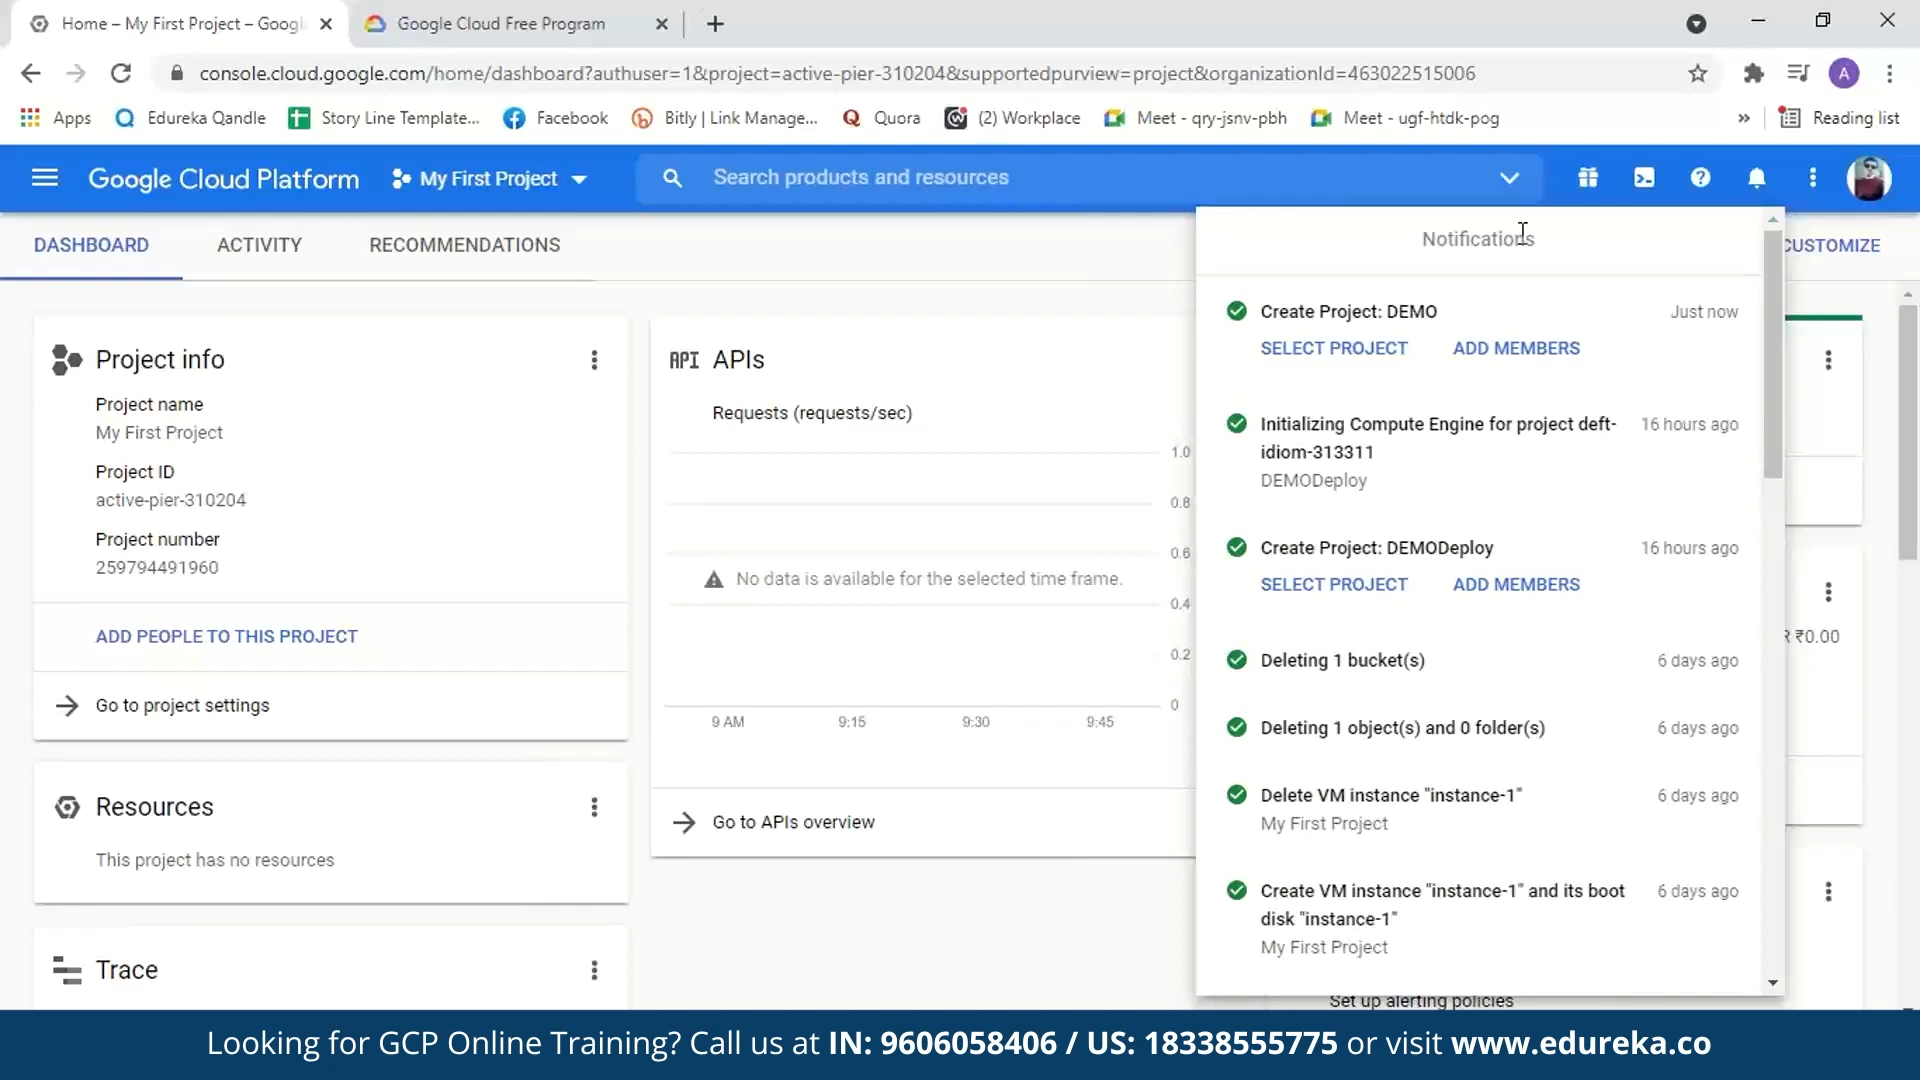 Home – My First Project – Googl
Google Cloud Free Program
console.cloud.google.com/home/dashboard?authuser=1&project=active-pier-310204&supportedpurview=project&organizationId=463022515006
A
Apps
Edureka Qandle
Story Line Template...
Facebook
Bitly | Link Manage...
Quora
(2) Workplace
Meet - qry-jsnv-pbh
Meet - ugf-htdk-pog
Reading list
Google Cloud Platform
My First Project
Search products and resources
DASHBOARD
ACTIVITY
RECOMMENDATIONS
CUSTOMIZE
Project info
Project name
My First Project
Project ID
active-pier-310204
Project number
259794491960
ADD PEOPLE TO THIS PROJECT
Go to project settings
Resources
This project has no resources
Trace
API APIs
Requests (requests/sec)
1.0
0.8
0.6
No data is available for the selected time frame.
0.4
0.2
0
9 AM 9:15 9:30 9:45
Go to APIs overview
Notifications
Create Project: DEMO Just now
SELECT PROJECT ADD MEMBERS
Initializing Compute Engine for project deft- 16 hours ago
idiom-313311
DEMODeploy
Create Project: DEMODeploy 16 hours ago
SELECT PROJECT ADD MEMBERS
Deleting 1 bucket(s) 6 days ago
Deleting 1 object(s) and 0 folder(s) 6 days ago
Delete VM instance "instance-1" 6 days ago
My First Project
Create VM instance "instance-1" and its boot 6 days ago
disk "instance-1"
My First Project
₹0.00
Set up alerting policies
Looking for GCP Online Training? Call us at IN: 9606058406 / US: 18338555775 or visit www.edureka.co